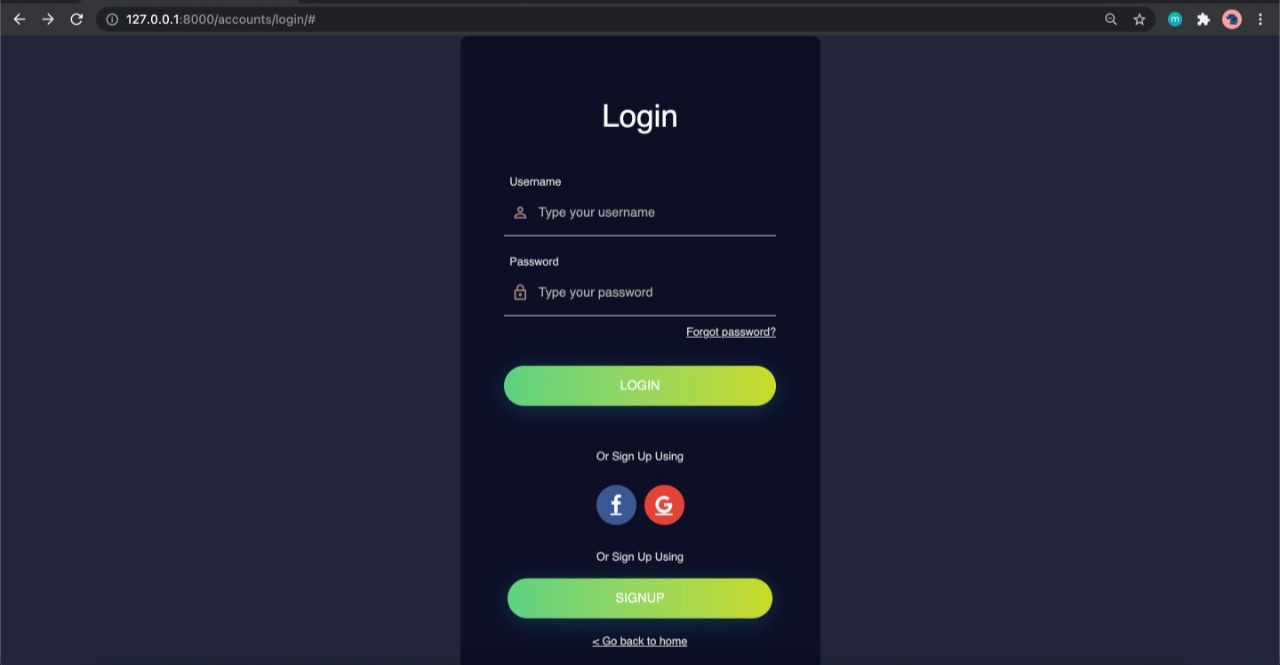 127.0.0.1:8000/accounts/login/#
m
Login
Username
Type your username
Password
Type your password
Forgot password?
LOGIN
Or Sign Up Using
f G
Or Sign Up Using
SIGNUP
< Go back to home